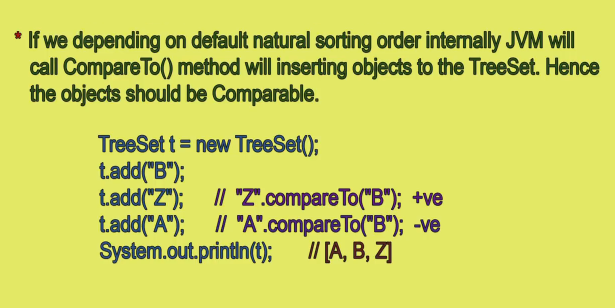 * If we depending on default natural sorting order internally JVM will
call CompareTo() method will inserting objects to the TreeSet. Hence
the objects should be Comparable.
TreeSet t = new TreeSet();
t.add("B");
t.add("Z"); // "Z".compareTo("B"); +ve
t.add("A"); // "A".compareTo("B"); -ve
System.out.println(t); // [A, B, Z]